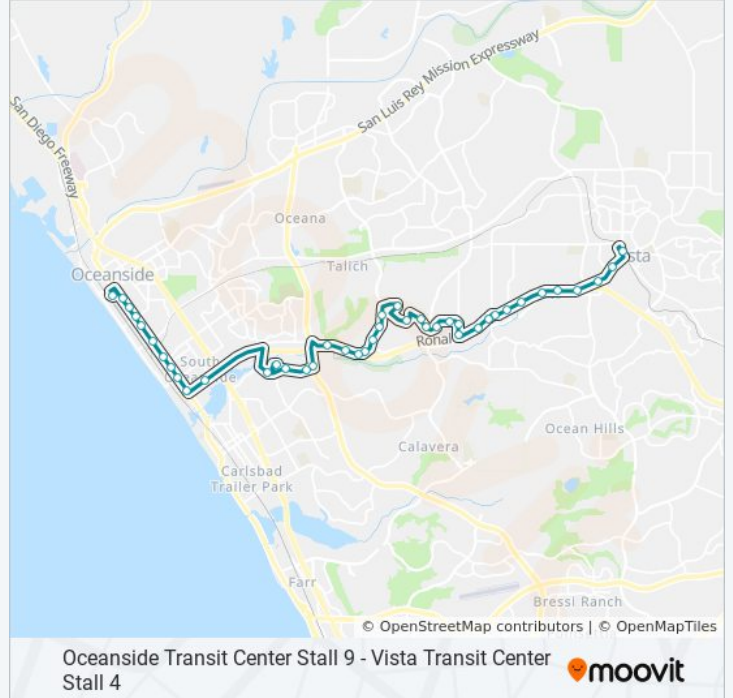 San Luis Rey Mission Expressway
San Diego Freeway
Oceana
Oceanside
Talich
Vista
Ronal
South
Oceanside
Ocean Hills
Calavera
Carlsbad
Trailer Park
Farr
Bressi Ranch
© OpenStreetMap contributors | © OpenMapTiles
Oceanside Transit Center Stall 9 - Vista Transit Center
Stall 4
moovit